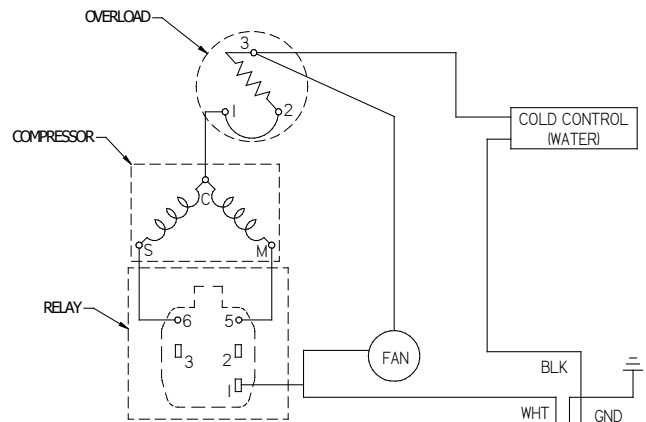 OVERLOAD
3
1 2
COLD CONTROL
(WATER)
COMPRESSOR
C
S M
RELAY
6 5
3 2
1
FAN
BLK
WHT GND